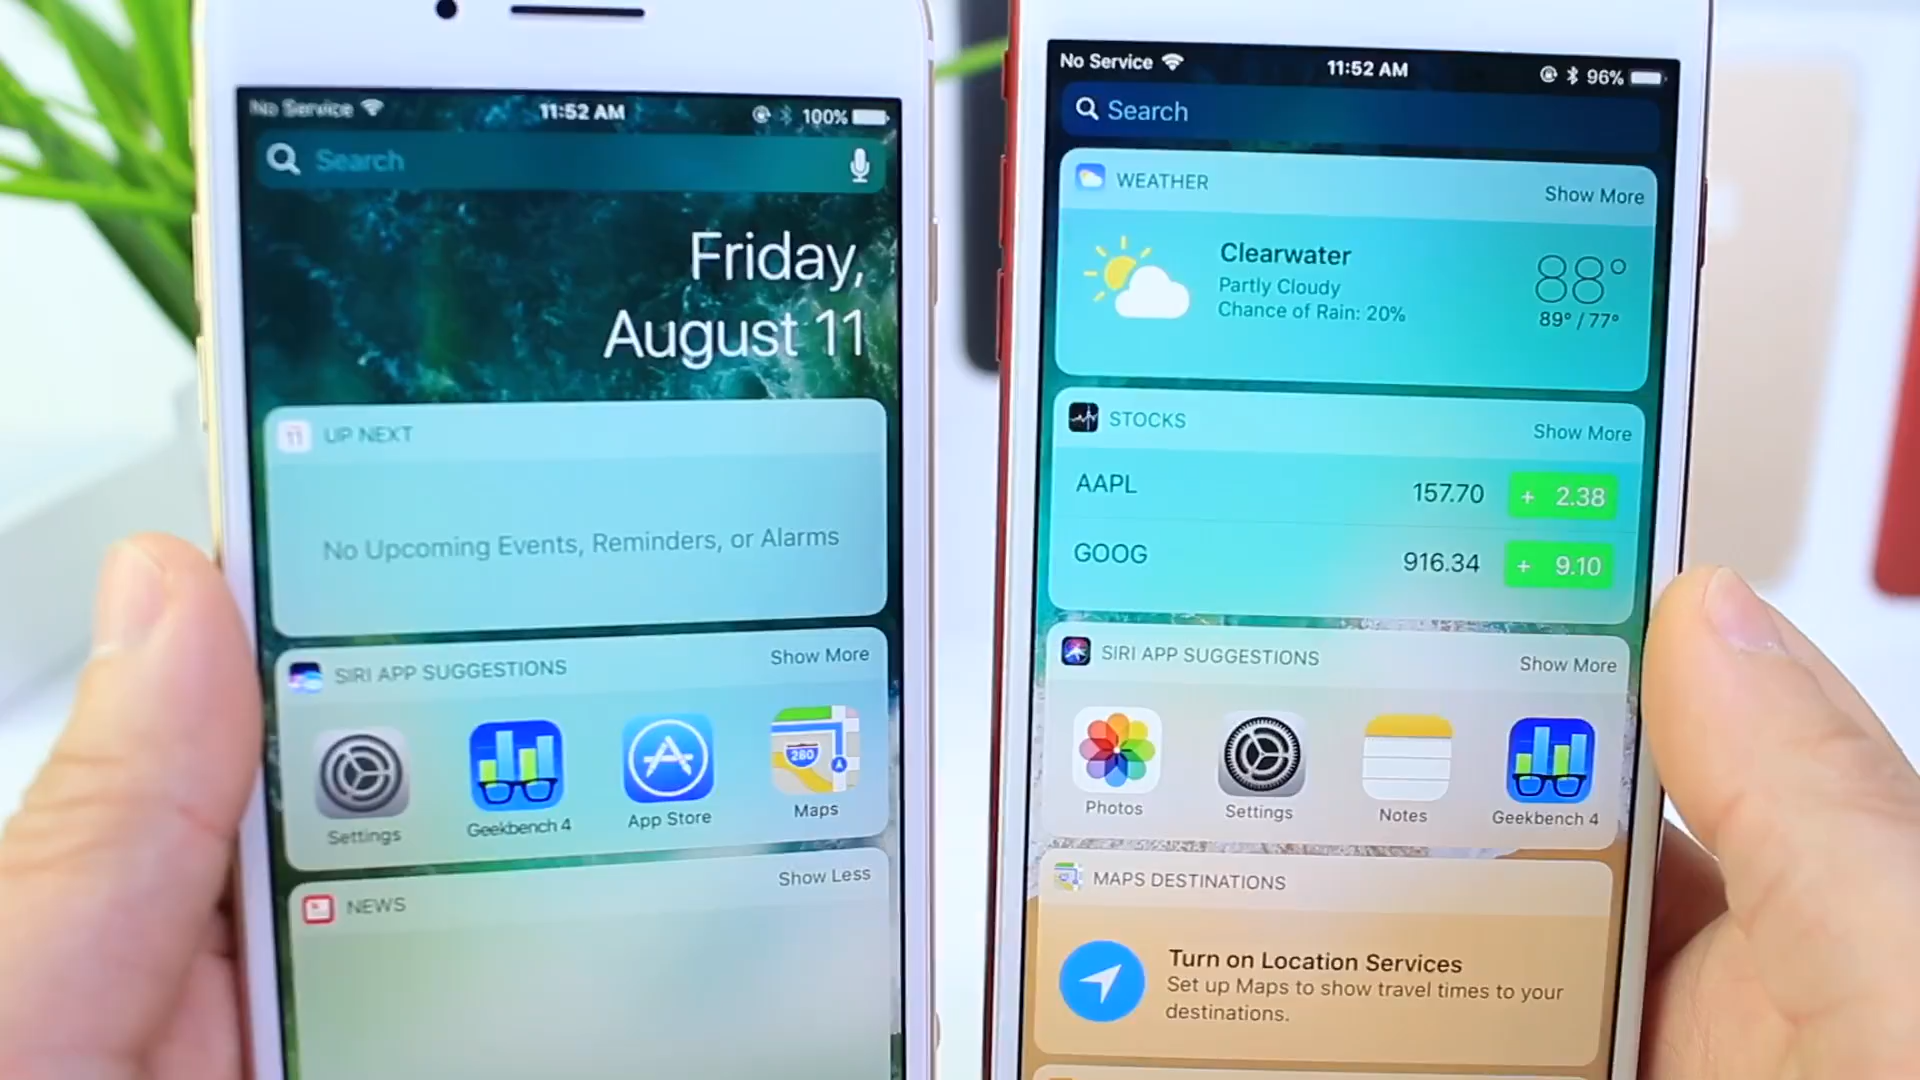 No Service 11:52 AM 100%
Search
Friday,
August 11
11 UP NEXT
No Upcoming Events, Reminders, or Alarms
SIRI APP SUGGESTIONS Show More
280
Settings Geekbench 4 App Store Maps
NEWS Show Less
No Service 11:52 AM 96%
Search
WEATHER Show More
Clearwater 88°
Partly Cloudy
Chance of Rain: 20% 89° / 77°
STOCKS Show More
AAPL 157.70 + 2.38
GOOG 916.34 + 9.10
SIRI APP SUGGESTIONS Show More
Photos Settings Notes Geekbench 4
MAPS DESTINATIONS
Turn on Location Services
Set up Maps to show travel times to your
destinations.